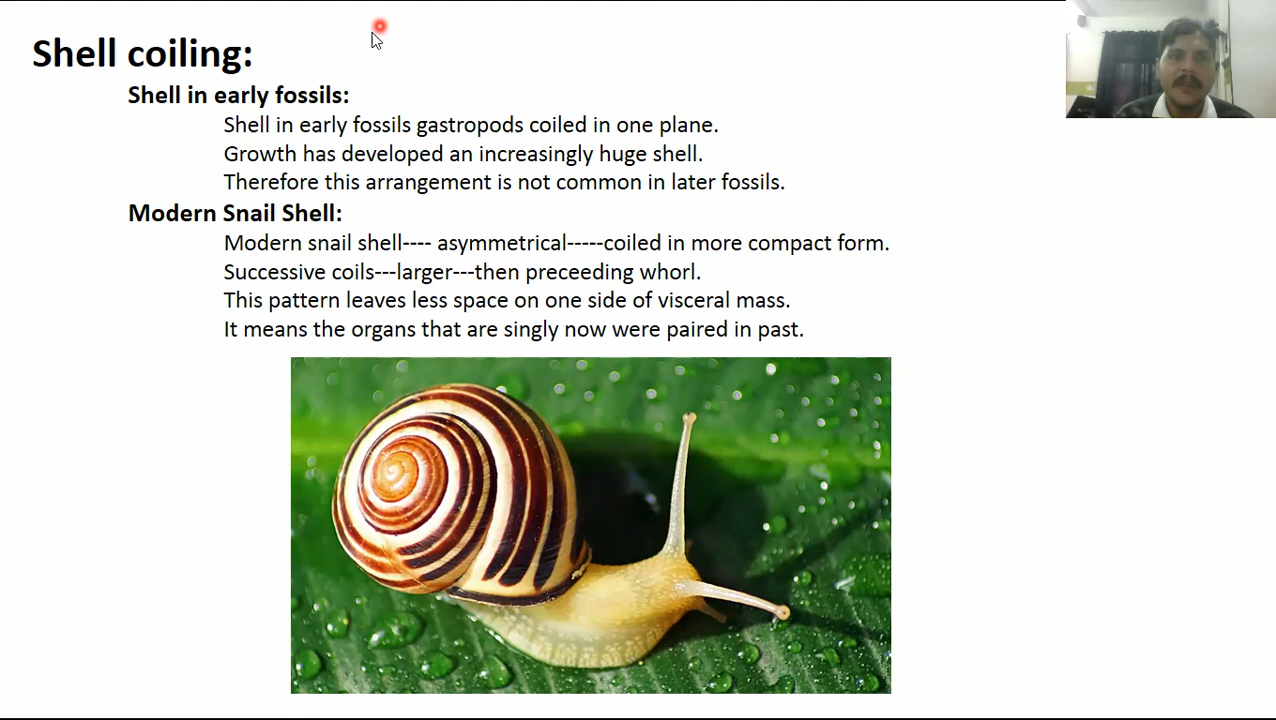 Shell coiling:
Shell in early fossils:
Shell in early fossils gastropods coiled in one plane.
Growth has developed an increasingly huge shell.
Therefore this arrangement is not common in later fossils.
Modern Snail Shell:
Modern snail shell---- asymmetrical-----coiled in more compact form.
Successive coils---larger---then preceeding whorl.
This pattern leaves less space on one side of visceral mass.
It means the organs that are singly now were paired in past.